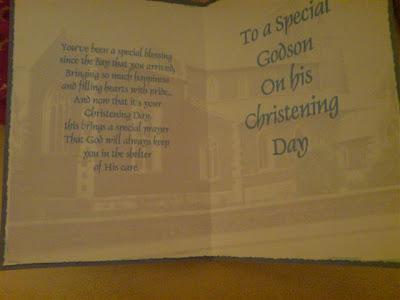 You've been a special blessing
since the day that you arrived,
Bringing so much happiness
and filling hearts with pride...
And now that it's your
Christening Day,
this brings a special prayer
That God will always keep
you in the shelter
of His care.
To a Special
Godson
On his
Christening
Day